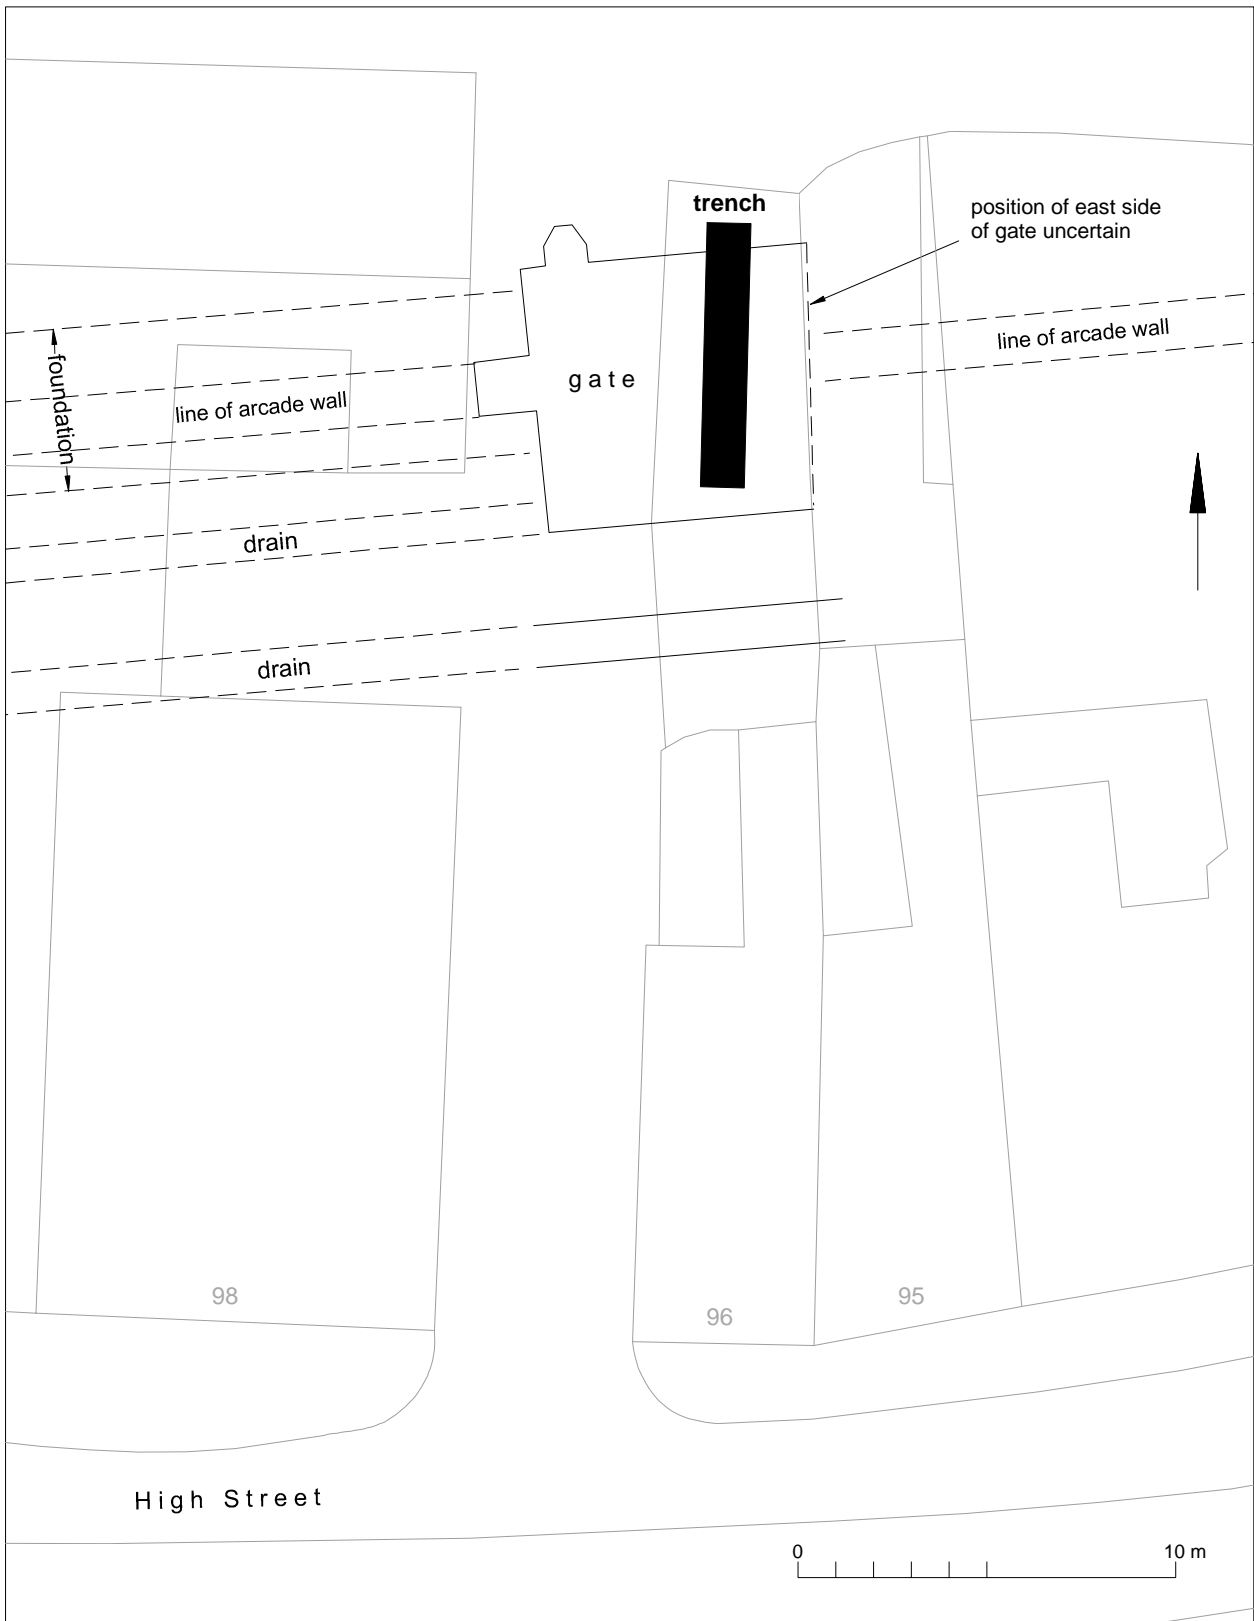 trench
position of east side
of gate uncertain
line of arcade wall
foundation
gate
line of arcade wall
drain
drain
98
96
95
High Street
0
10 m